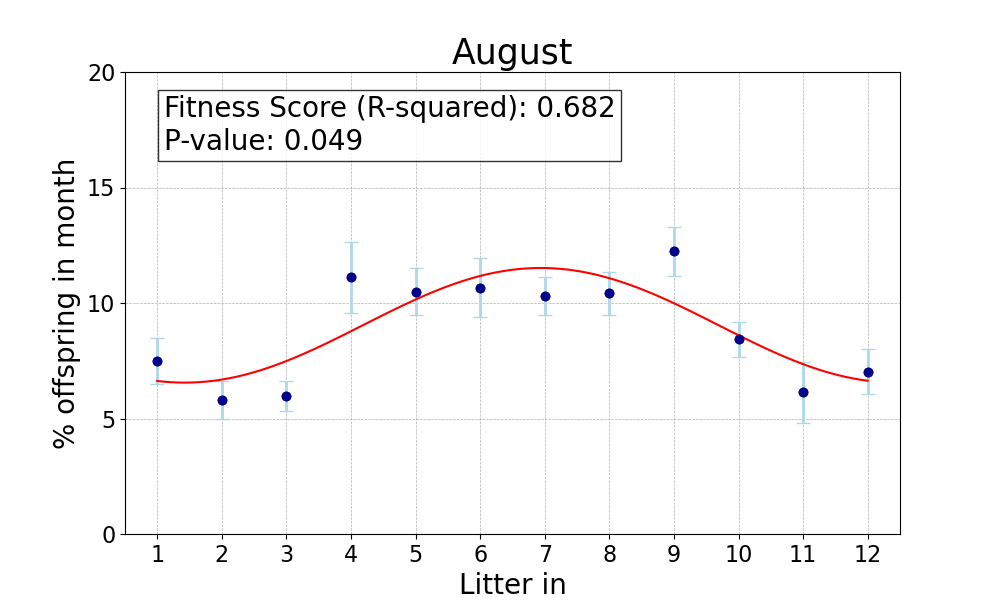 August
Fitness Score (R-squared): 0.682
P-value: 0.049
% offspring in month
20
15
10
5
0
1 2 3 4 5 6 7 8 9 10 11 12
Litter in